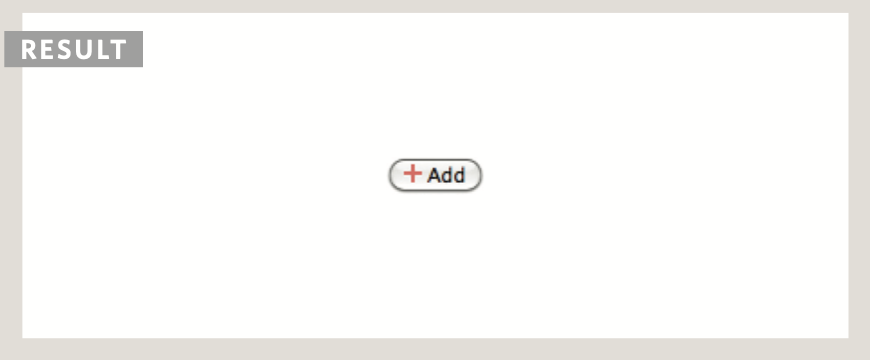 RESULT
+ Add